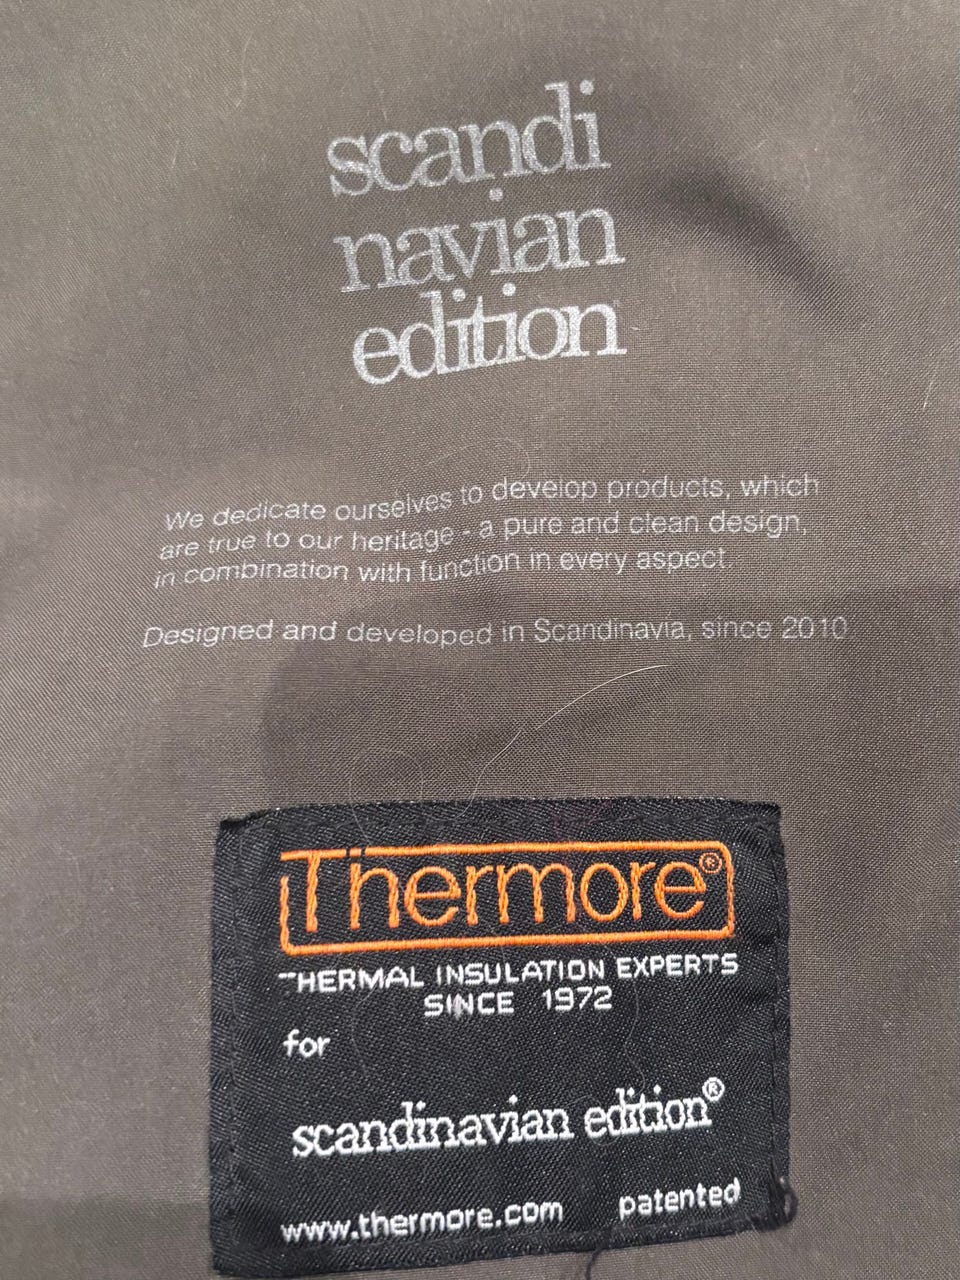 scandi
navian
edition
We dedicate ourselves to develop products, which
are true to our heritage - a pure and clean design,
in combination with function in every aspect.
Designed and developed in Scandinavia, since 2010
Thermore®
THERMAL INSULATION EXPERTS
SINCE 1972
for
scandinavian edition®
www.thermore.com patented